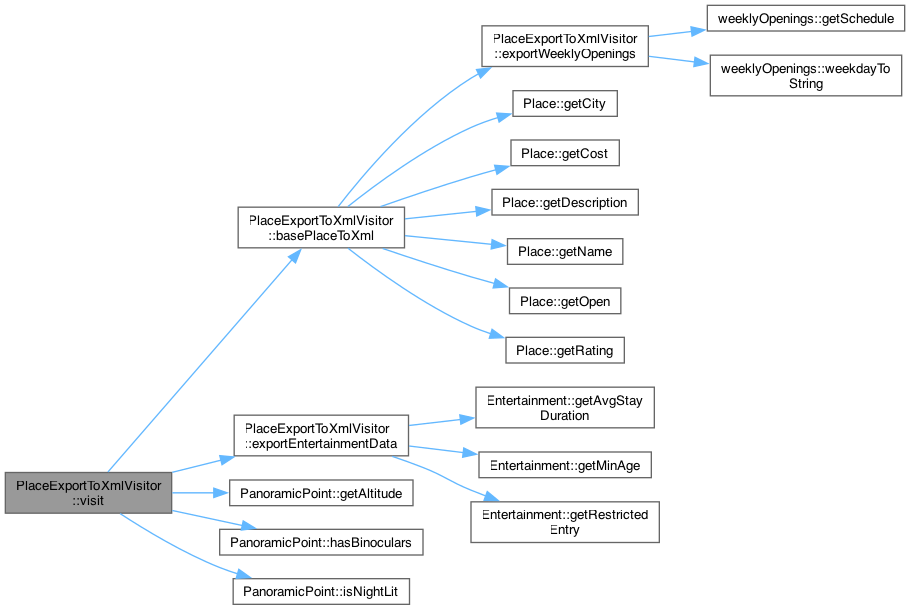 weeklyOpenings::getSchedule
PlaceExportToXmlVisitor
::exportWeeklyOpenings
weeklyOpenings::weekdayTo
String
Place::getCity
Place::getCost
Place::getDescription
PlaceExportToXmlVisitor
::basePlaceToXml
Place::getName
Place::getOpen
Place::getRating
Entertainment::getAvgStay
Duration
PlaceExportToXmlVisitor
::exportEntertainmentData
Entertainment::getMinAge
PlaceExportToXmlVisitor
::visit
PanoramicPoint::getAltitude
Entertainment::getRestricted
Entry
PanoramicPoint::hasBinoculars
PanoramicPoint::isNightLit